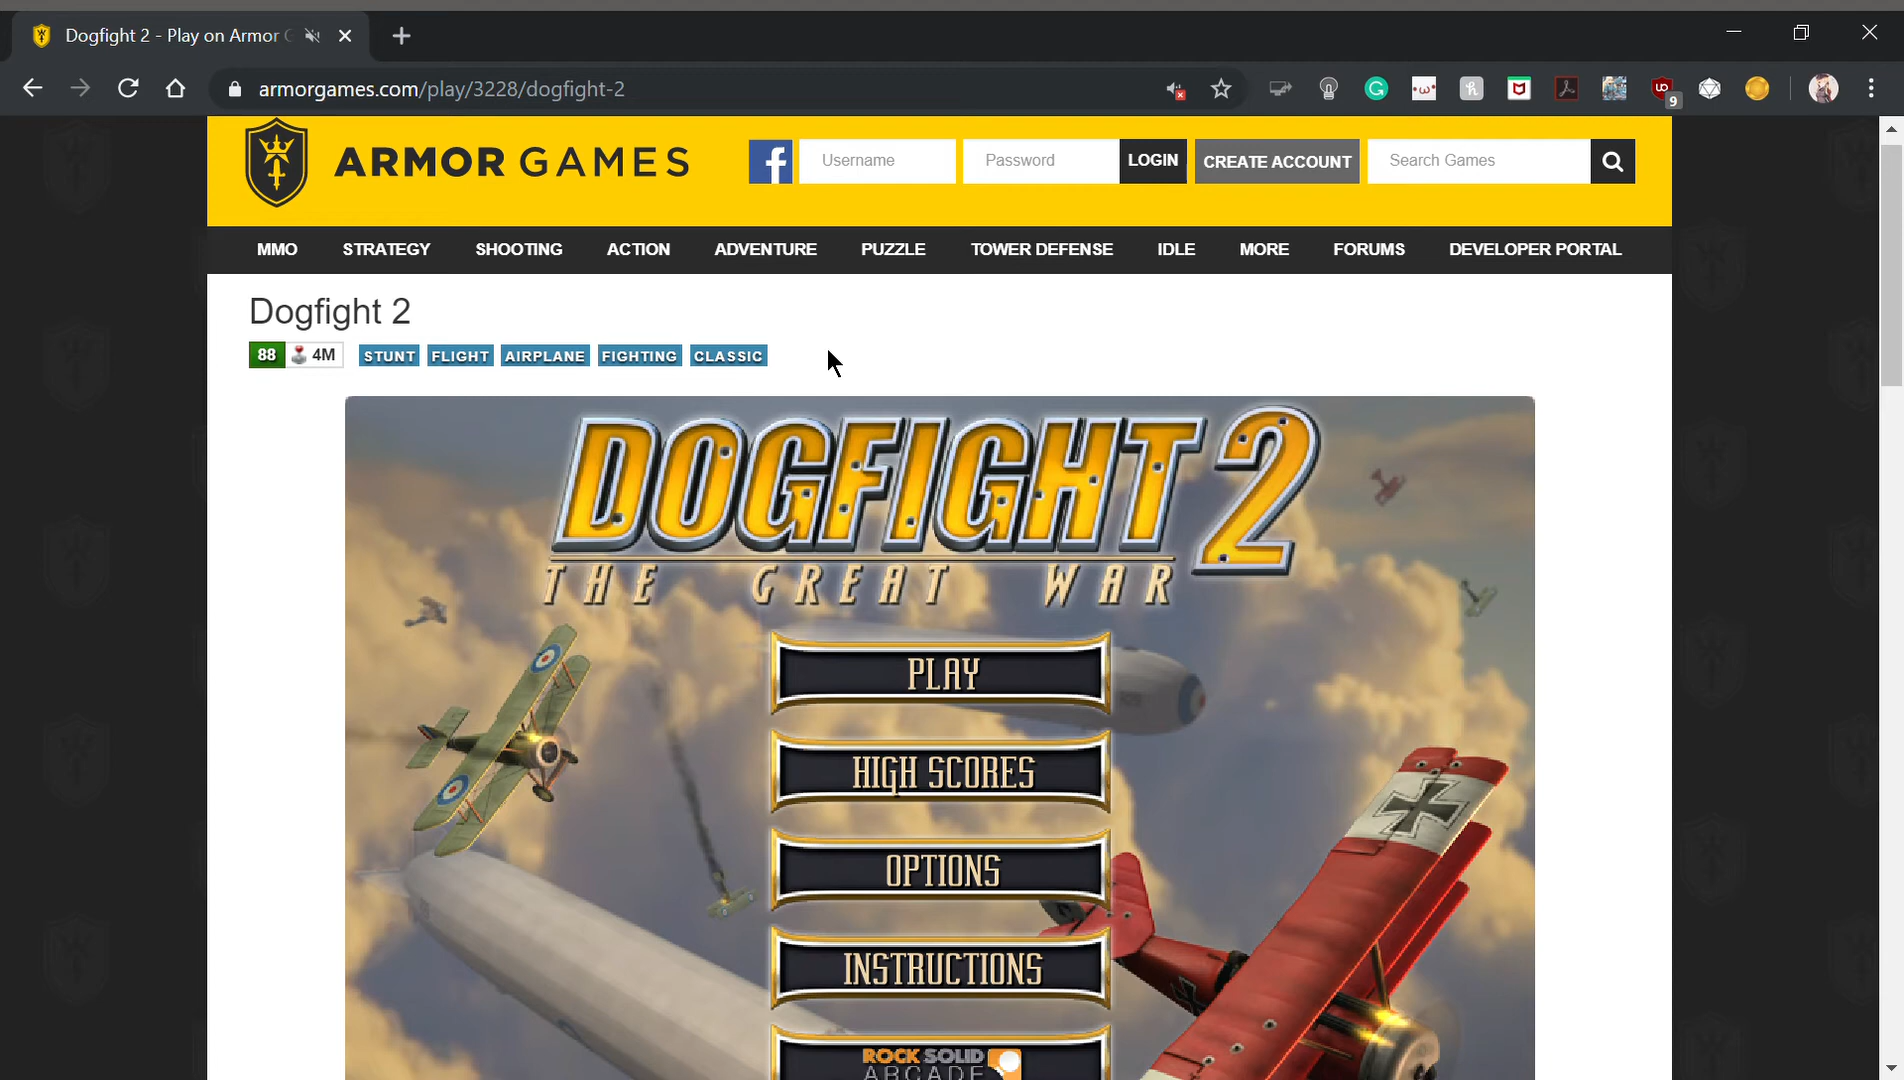 Dogfight 2 - Play on Armor G
armorgames.com/play/3228/dogfight-2
9
ARMOR GAMES
f Username Password LOGIN CREATE ACCOUNT Search Games
MMO STRATEGY SHOOTING ACTION ADVENTURE PUZZLE TOWER DEFENSE IDLE MORE FORUMS DEVELOPER PORTAL
Dogfight 2
88 4M STUNT FLIGHT AIRPLANE FIGHTING CLASSIC
DOGFIGHT 2
THE GREAT WAR
PLAY
HIGH SCORES
OPTIONS
INSTRUCTIONS
ROCK SOLID
ARCADE